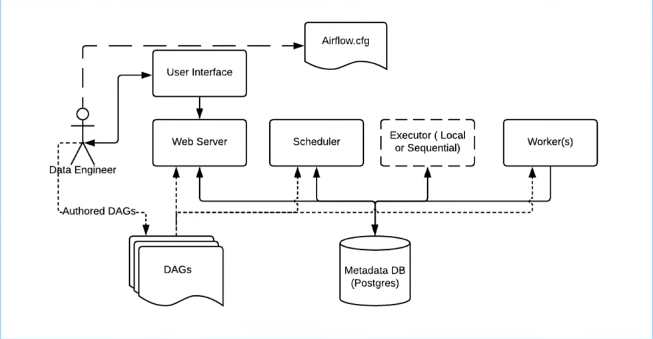 Airflow.cfg
User Interface
Web Server
Scheduler
Executor ( Local
or Sequential)
Worker(s)
Data Engineer
Authored DAGs
DAGs
Metadata DB
(Postgres)